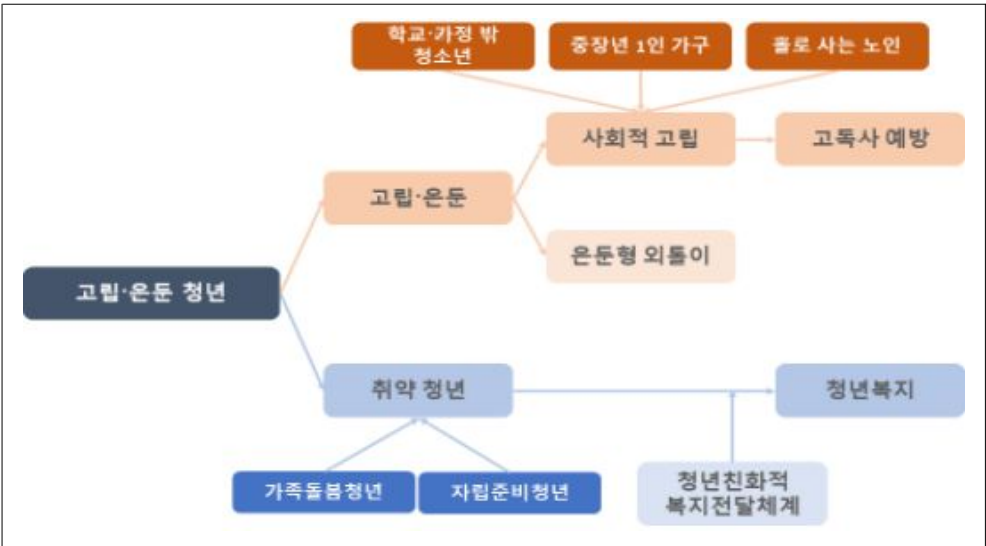 학교·가정 밖
청소년
중장년 1인 가구
홀로 사는 노인
사회적 고립
고독사 예방
고립·은둔
은둔형 외톨이
고립·은둔 청년
취약 청년
청년복지
가족돌봄청년
자립준비청년
청년친화적
복지전달체계